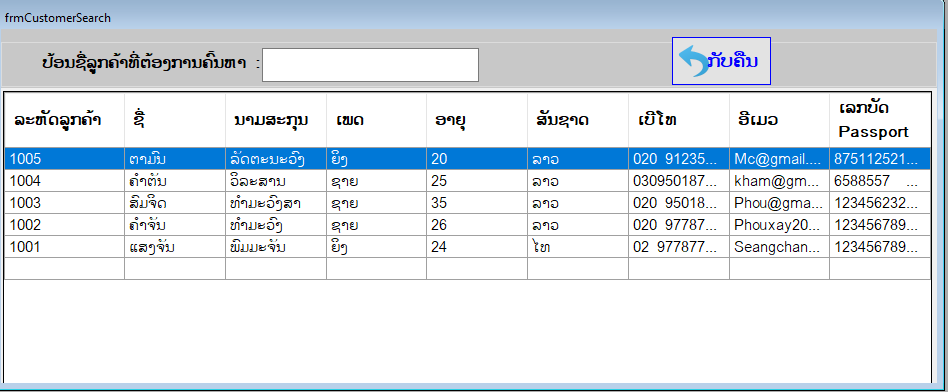 frmCustomerSearch
ປ້ອນຊື່ລູກຄ້າທີ່ຕ້ອງການຄົ້ນຫາ :
ກັບຄືນ
ລະຫັດລູກຄ້າ ຊື່ ນາມສະກຸນ ເພດ ອາຍຸ ສັນຊາດ ເບີໂທ ອີເມວ ເລກບັດ Passport
1005 ຕາມົນ ລັດຕະນະວົງ ຍິງ 20 ລາວ 020 91235... Mc@gmail.... 875112521...
1004 ຄຳຕັນ ວິລະສານ ຊາຍ 25 ລາວ 030950187... kham@gm... 6588557 ...
1003 ສົມຈິດ ທຳມະວົງສາ ຊາຍ 35 ລາວ 020 95018... Phou@gma... 123456232...
1002 ຄຳຈັນ ທຳມະວົງ ຊາຍ 26 ລາວ 020 97787... Phouxay20... 123456789...
1001 ແສງຈັນ ພິມມະຈັນ ຍິງ 24 ໄທ 02 977877... Seangchan... 123456789...